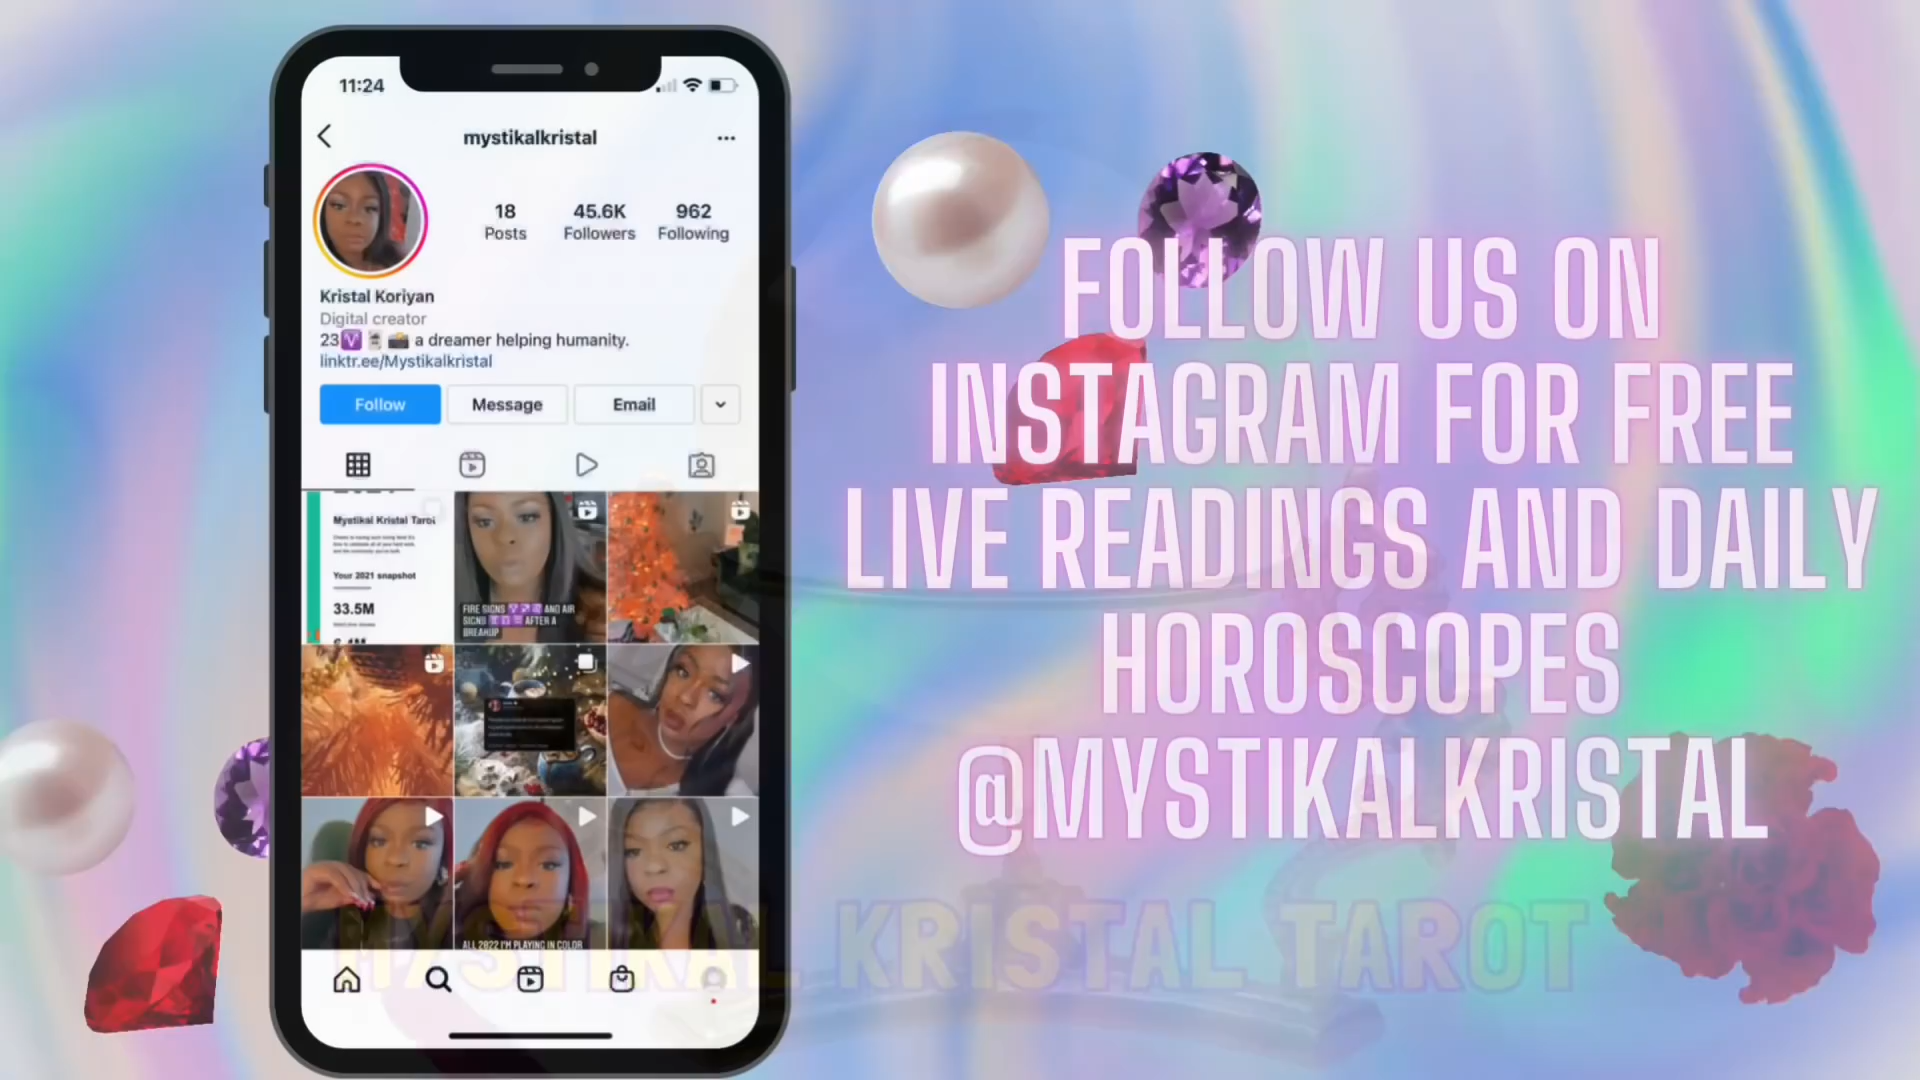 11:24
mystikalkristal
18
45.6K
962
Posts
Followers
Following
Kristal Koriyan
Digital creator
23 a dreamer helping humanity.
linktr.ee/Mystikalkristal
Follow
Message
Email
Mystikal Kristal Tarot
Your 2021 snapshot
33.5M
FIRE SIGNS ♈♐♌ AND AIR
SIGNS AFTER A
BREAKUP
ALL 2022 I'M PLAYING IN COLOR
FOLLOW US ON
INSTAGRAM FOR FREE
LIVE READINGS AND DAILY
HOROSCOPES
@MYSTIKALKRISTAL
MYSTIKAL KRISTAL TAROT